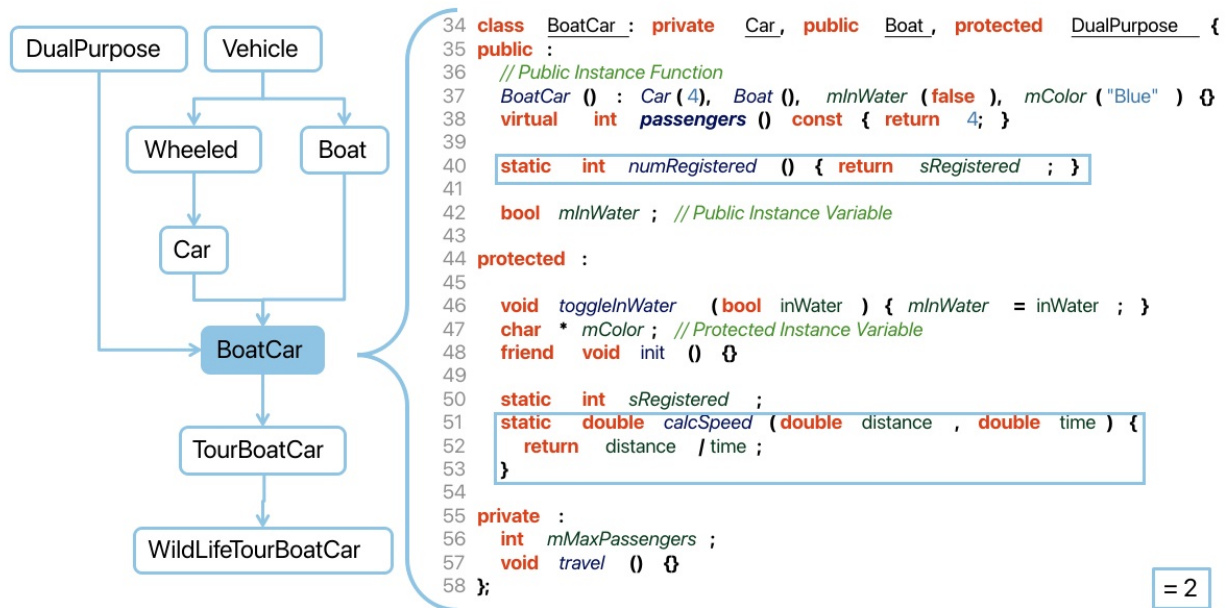 DualPurpose
Vehicle
Wheeled
Boat
Car
BoatCar
TourBoatCar
WildLifeTourBoatCar
34 class BoatCar : private Car , public Boat , protected DualPurpose {
35 public :
36 // Public Instance Function
37 BoatCar () : Car ( 4), Boat (), mInWater ( false ), mColor ( "Blue" ) {}
38 virtual int passengers () const { return 4; }
39
40 static int numRegistered () { return sRegistered ; }
41
42 bool mInWater ; // Public Instance Variable
43
44 protected :
45
46 void toggleInWater ( bool inWater ) { mInWater = inWater ; }
47 char * mColor ; // Protected Instance Variable
48 friend void init () {}
49
50 static int sRegistered ;
51 static double calcSpeed ( double distance , double time ) {
52 return distance / time ;
53 }
54
55 private :
56 int mMaxPassengers ;
57 void travel () {}
58 };
= 2